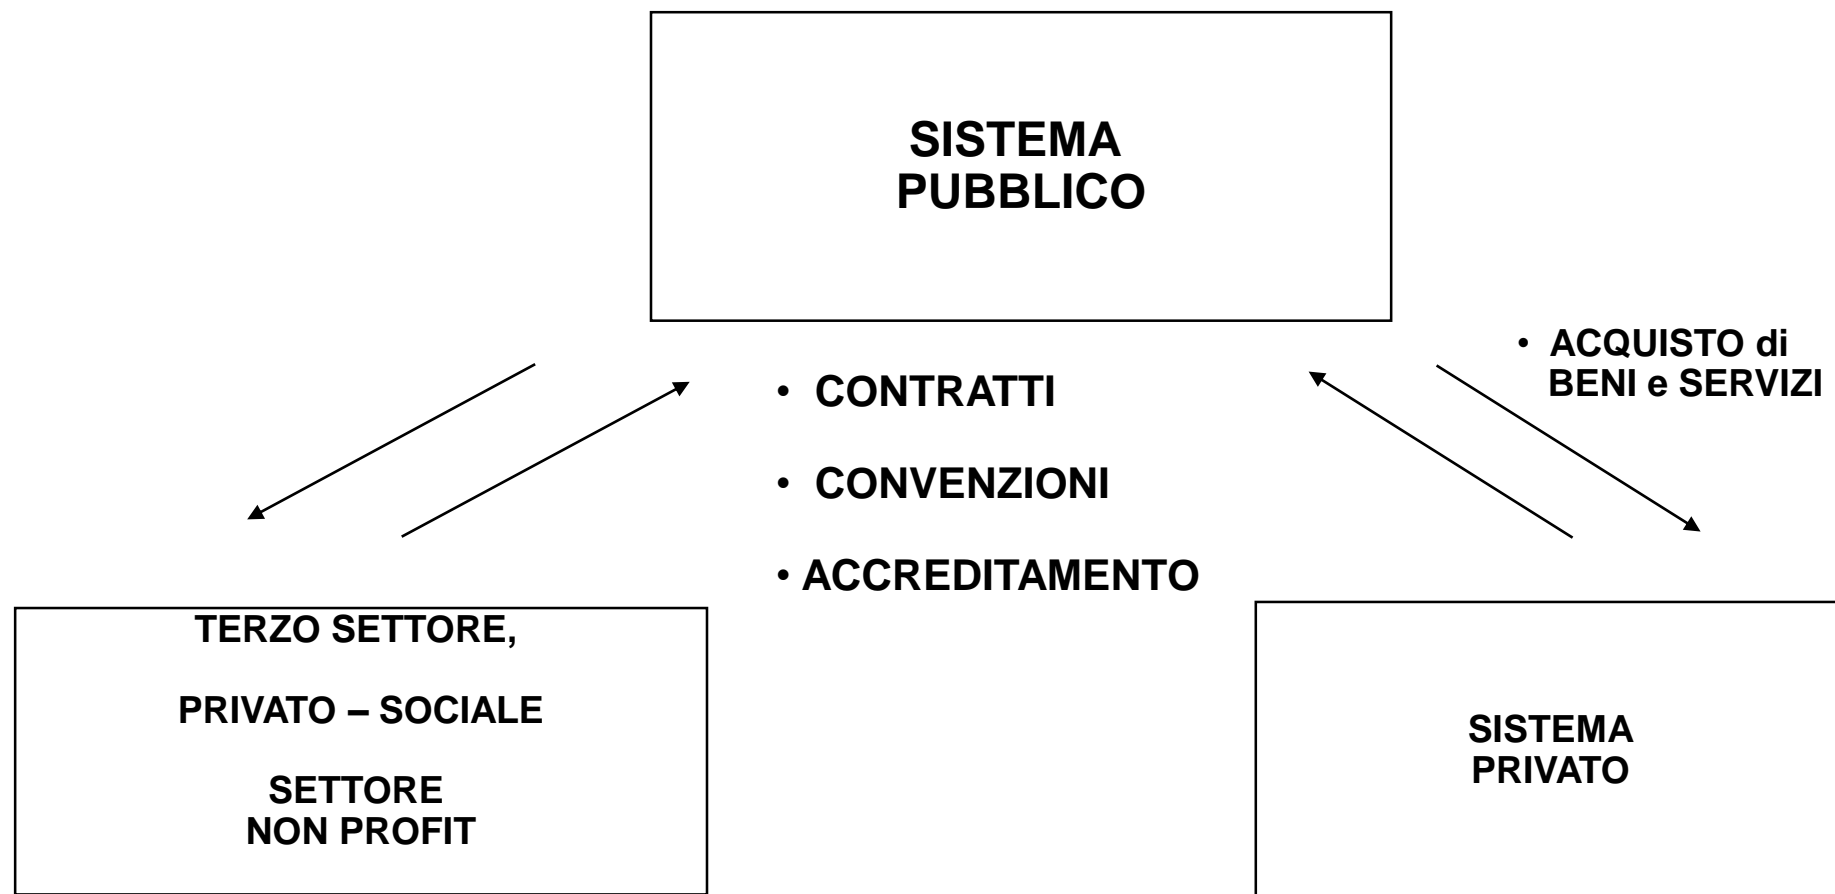 SISTEMA
PUBBLICO
• ACQUISTO di
BENI e SERVIZI
• CONTRATTI
• CONVENZIONI
• ACCREDITAMENTO
TERZO SETTORE,
PRIVATO – SOCIALE
SETTORE
NON PROFIT
SISTEMA
PRIVATO